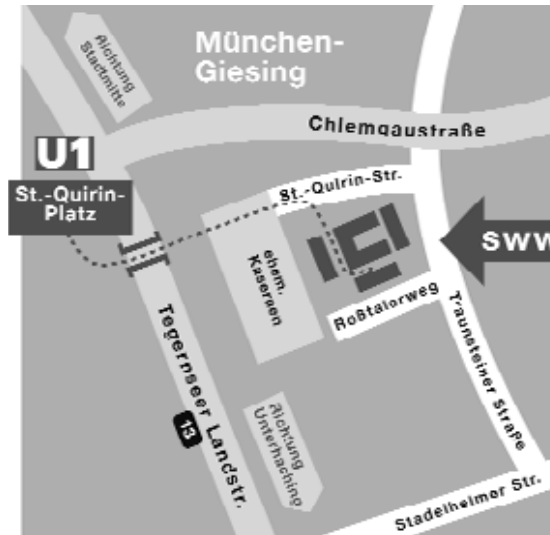 München-
Giesing
Richtung
Stadtmitte
Chiemgaustraße
U1
St.-Quirin-
Platz
St.-Quirin-Str.
SWW
ehem.
Kasernen
Roßtalerweg
Traunsteiner Straße
Tegernseer Landstr.
13
Richtung
Unterhaching
Stadelheimer Str.